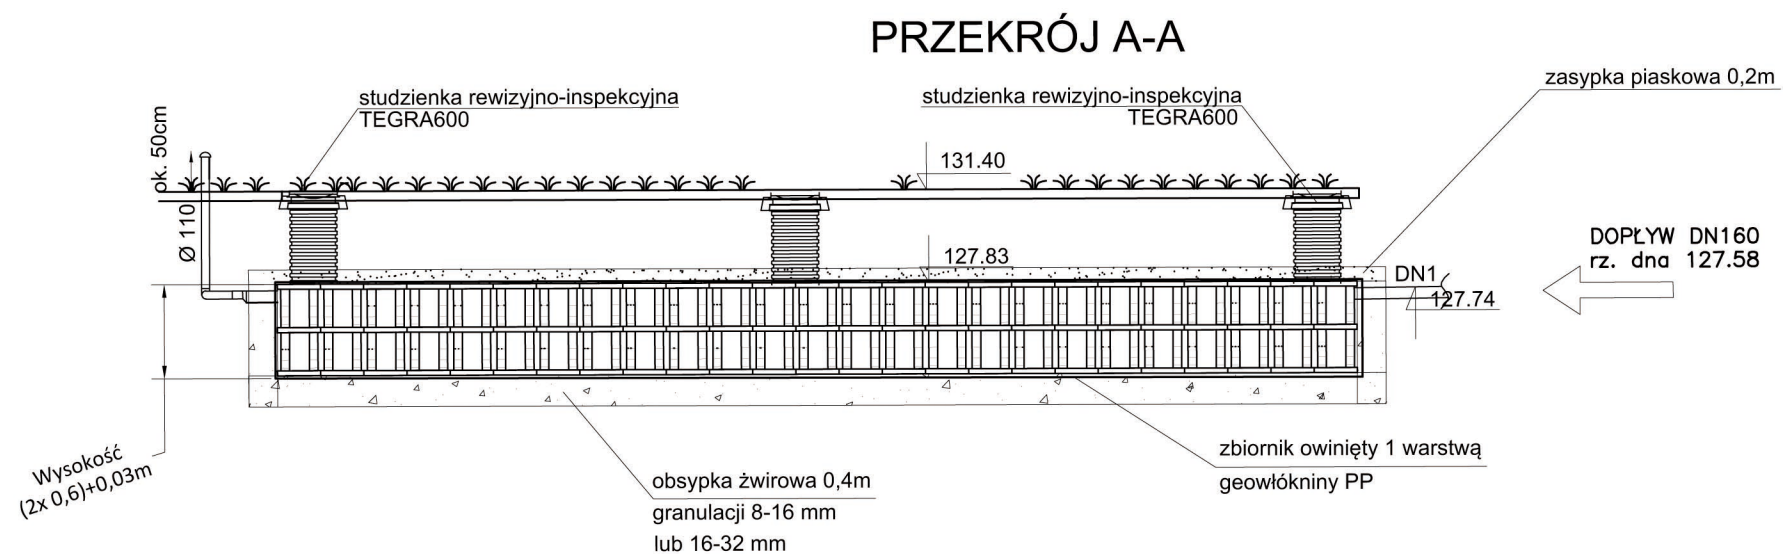 PRZEKRÓJ A-A
studzienka rewizyjno-inspekcyjna
TEGRA600
studzienka rewizyjno-inspekcyjna
TEGRA600
zasypka piaskowa 0,2m
ok. 50cm
131.40
Ø 110
127.83
DN1
127.74
DOPŁYW DN160
rz. dna 127.58
Wysokość
(2x 0,6)+0,03m
obsypka żwirowa 0,4m
granulacji 8-16 mm
lub 16-32 mm
zbiornik owinięty 1 warstwą
geowłókniny PP